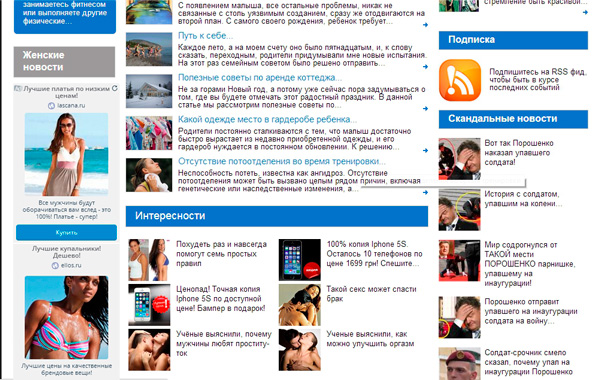 занимаетесь фитнесом
или выполняете другие
физические…
Женские
новости
Лучшие платья по низким
ценам!
lascana.ru
Все мужчины будут
оборачиваться вам вслед - это
100%! Платье - супер!
Купить
Лучшие купальники!
Дешево!
ellos.ru
Лучшие цены на качественные
брендовые вещи!
С появлением малыша, все остальные проблемы, никак не
связанные с столь уязвимым созданием, сразу же отодвигаются на
второй план. С самого своего рождения, ребенок требует…
Путь к себе…
Каждое лето, а на моем счету оно было пятнадцатым, и, к слову
сказать, переходным, родители придумывали мне новые испытания.
На этот раз семейным советом было решено отправить…
Полезные советы по аренде коттеджа…
Не за горами Новый год, а потому уже сейчас пора задумываться о
том, где вы будете отмечать этот радостный праздник. В данной
статье мы рассмотрим полезные советы по…
Какой одежде место в гардеробе ребенка…
Родители постоянно сталкиваются с тем, что малыш достаточно
быстро вырастает из недавно приобретенной одежды, и его
гардероб нуждается в постоянном обновлении. К решению…
Отсутствие потоотделения во время тренировки…
Неспособность потеть, известна как ангидроз. Отсутствие
потоотделения может быть вызвано целым рядом причин, включая
генетические или наследственные изменения, а…
Интересности
Похудеть раз и навсегда
помогут семь простых
правил
100% копия Iphone 5S.
Осталось 10 телефонов по
цене 1699 грн! Спешите…
Ценопад! Точная копия
Iphone 5S по доступной
цене! Бампер в подарок!
Такой секс может спасти
брак
Учёные выяснили, почему
мужчины любят проститу-
ток
Ученые выяснили, как
можно улучшить оргазм
стремление быть красивой…
Подписка
Подпишитесь на RSS фид,
чтобы быть в курсе
последних событий
Скандальные новости
Вот так Порошенко
наказал упавшего
солдата!
История с солдатом,
упавшим на колени…
Мир содрогнулся от
ТАКОЙ мести
ПОРОШЕНКО парнишке,
упавшему на
инаугурации!
Порошенко отправит
упавшего на инаугурации
солдата на войну…
Солдат-срочник смело
сказал, почему упал на
Банковой во время